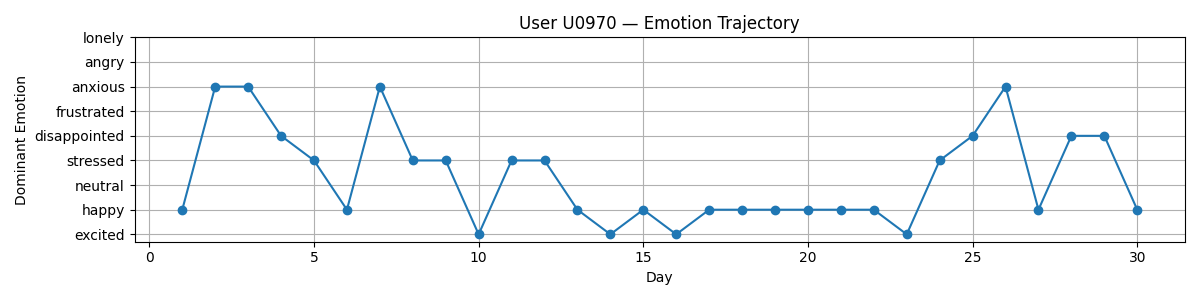 User U0970 — Emotion Trajectory
Dominant Emotion
lonely
angry
anxious
frustrated
disappointed
stressed
neutral
happy
excited
0 5 10 15 20 25 30
Day